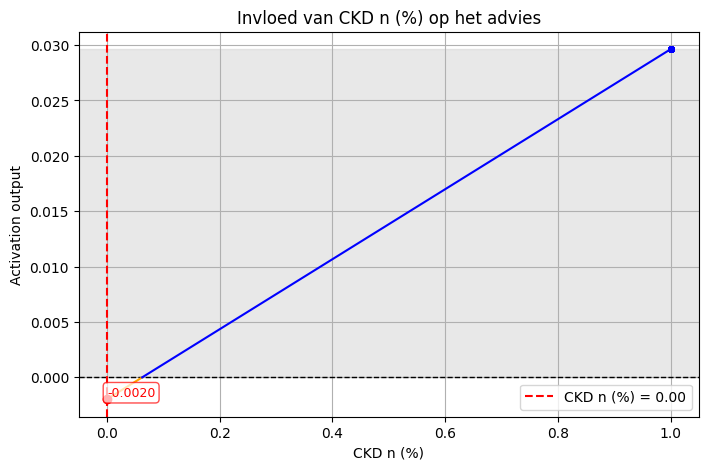 Invloed van CKD n (%) op het advies
Activation output
0.030
0.025
0.020
0.015
0.010
0.005
0.000
-0.0020
CKD n (%) = 0.00
0.0 0.2 0.4 0.6 0.8 1.0
CKD n (%)